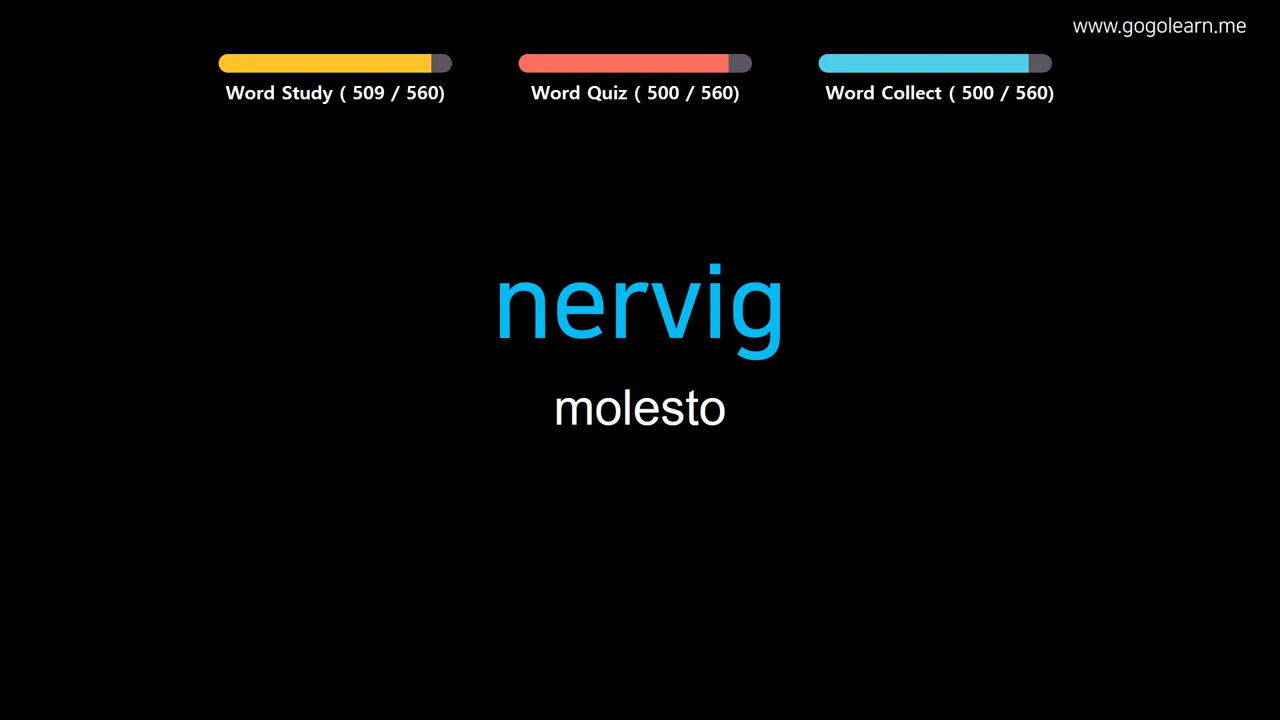 www.gogolearn.me
Word Study ( 509 / 560)
Word Quiz ( 500 / 560)
Word Collect ( 500 / 560)
nervig
molesto